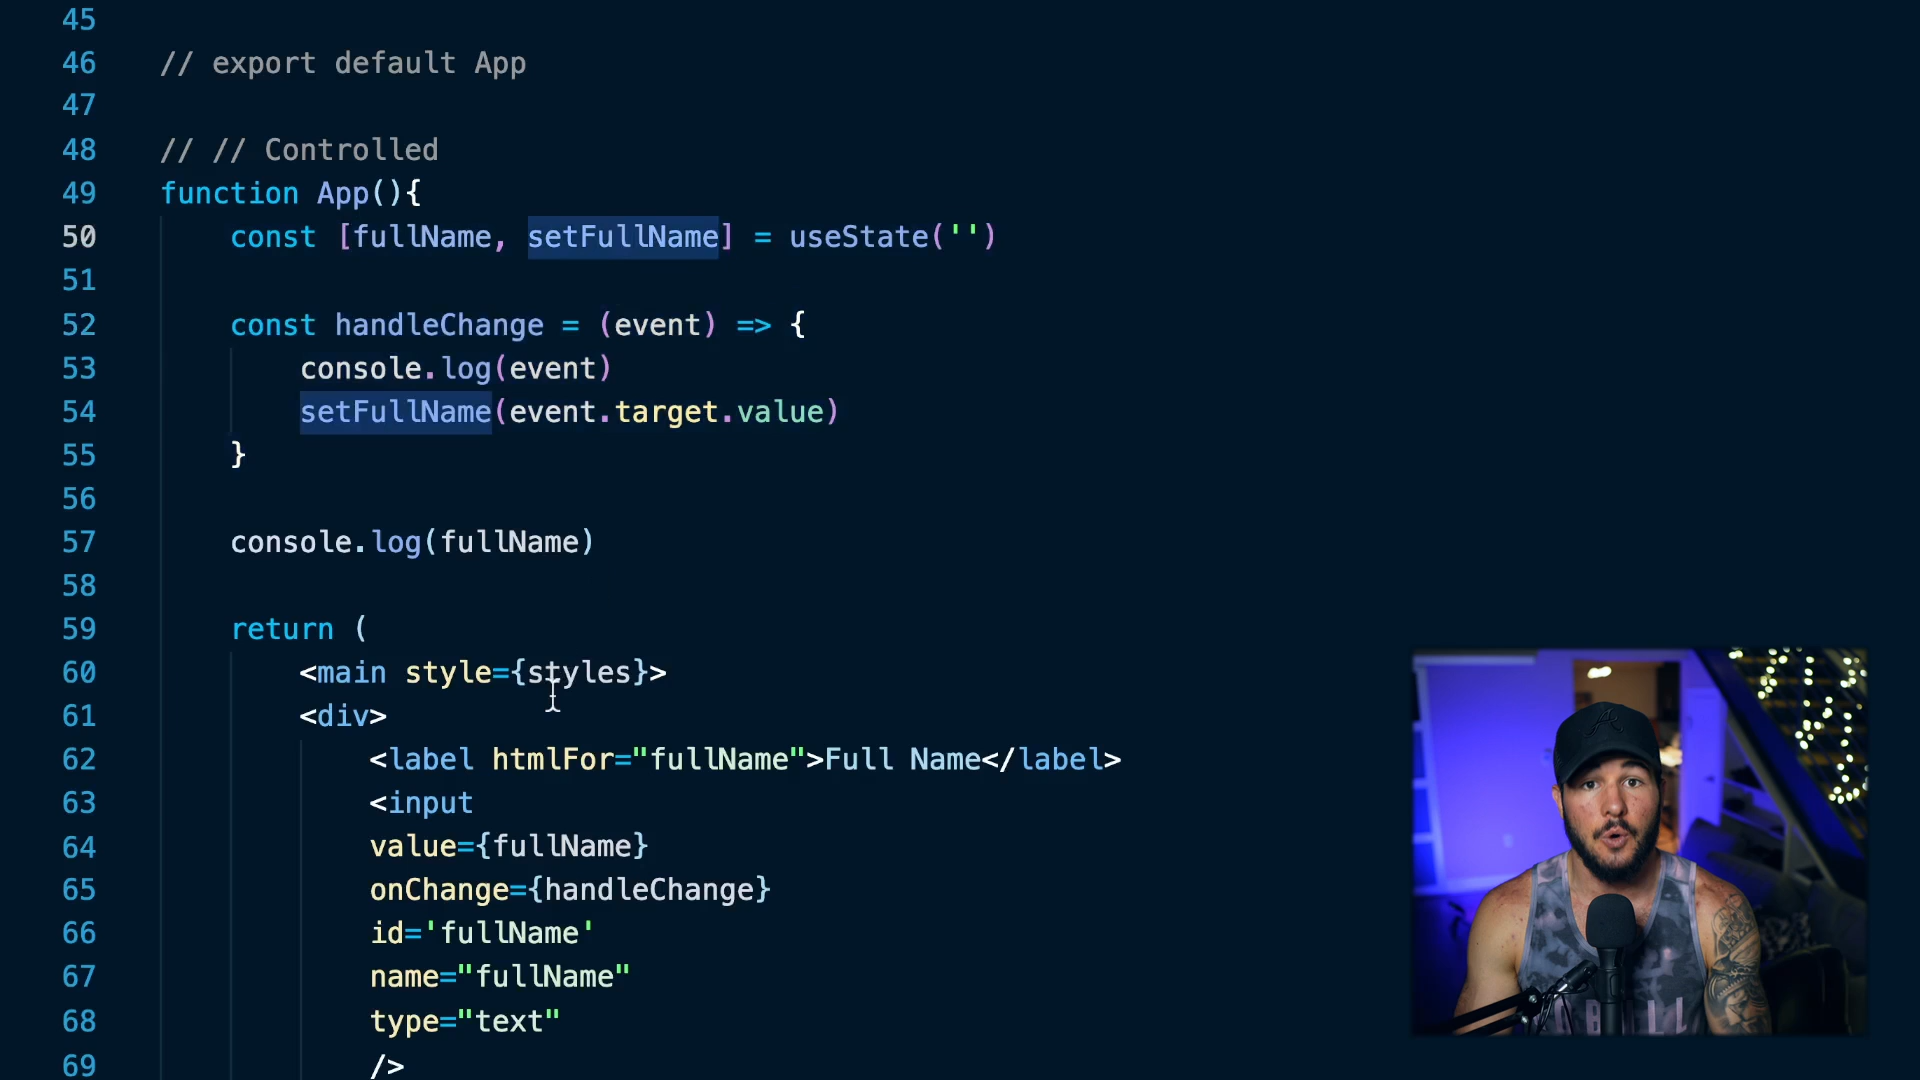 45
46 // export default App
47
48 // // Controlled
49 function App(){
50 const [fullName, setFullName] = useState('')
51
52 const handleChange = (event) => {
53 console.log(event)
54 setFullName(event.target.value)
55 }
56
57 console.log(fullName)
58
59 return (
60 <main style={styles}>
61 <div>
62 <label htmlFor="fullName">Full Name</label>
63 <input
64 value={fullName}
65 onChange={handleChange}
66 id='fullName'
67 name="fullName"
68 type="text"
69 />